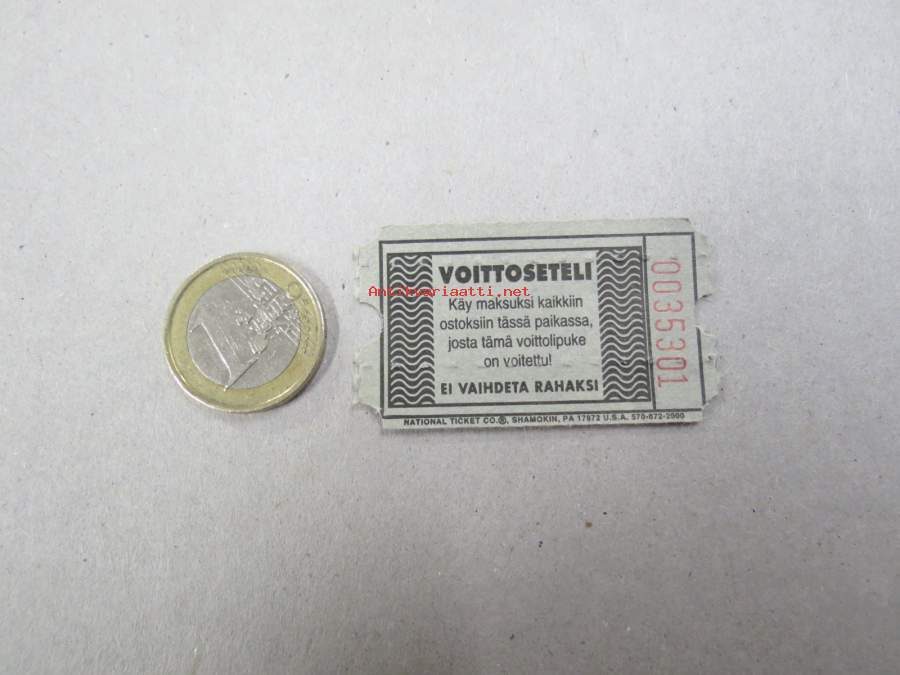 VOITTOSETELI
Antikvariaatti.net
Käy maksuksi kaikkiin
ostoksiin tässä paikassa,
josta tämä voittolipuke
on voitettu!
EI VAIHDETA RAHAKSI
NATIONAL TICKET CO.®, SHAMOKIN, PA 17872 U.S.A. 570-672-2900
0035301
1